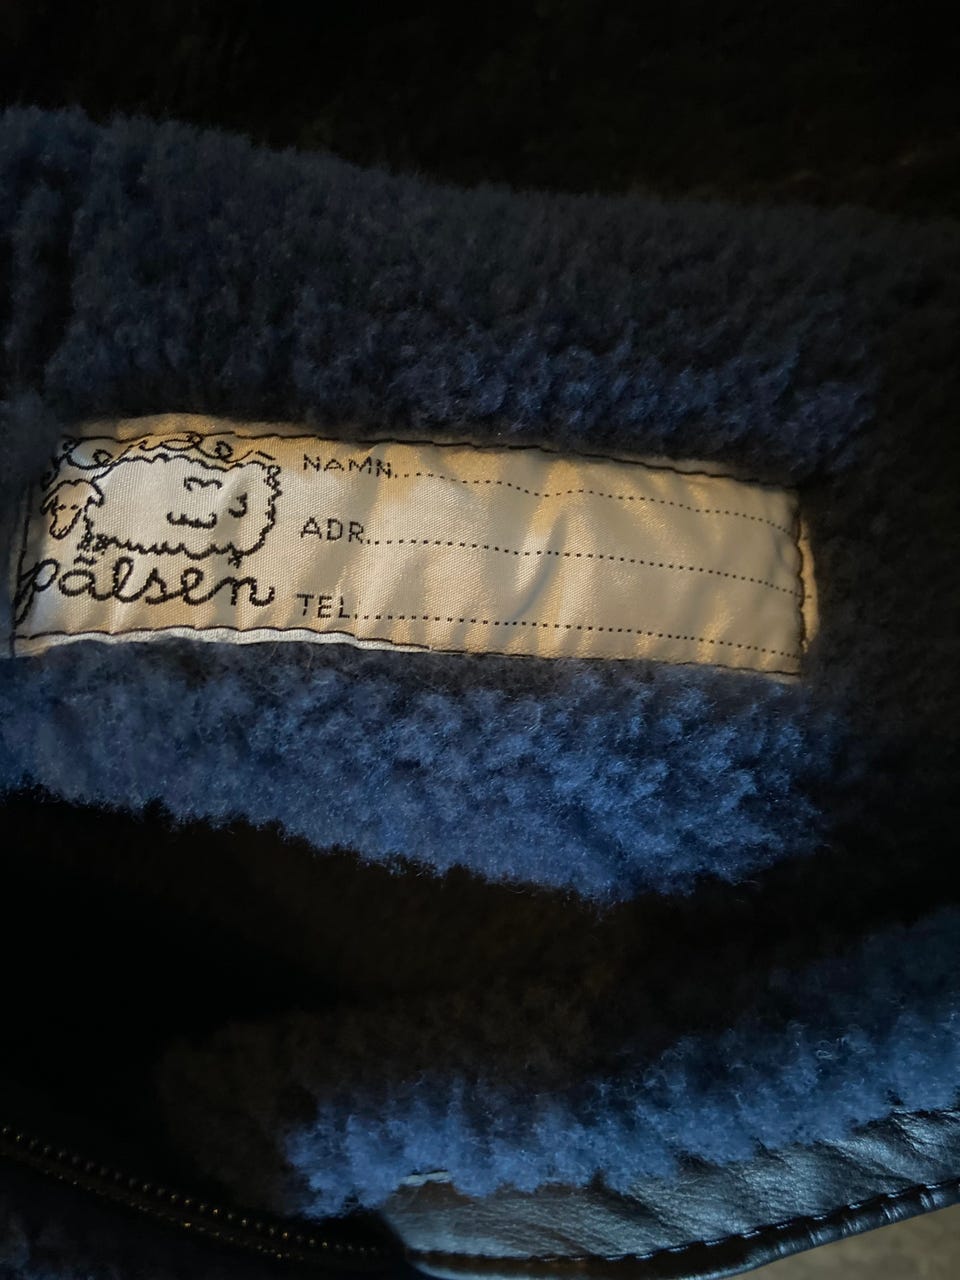 pälsen
NAMN
ADR.
TEL.